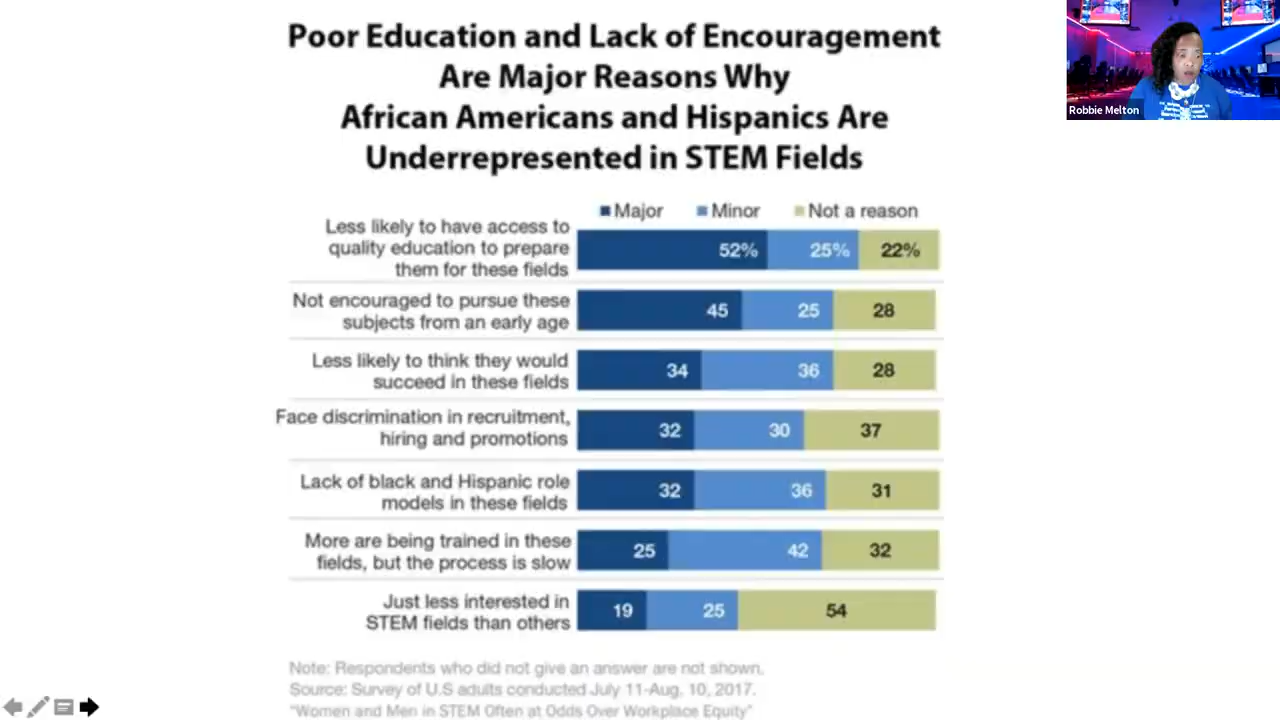 Poor Education and Lack of Encouragement
Are Major Reasons Why
African Americans and Hispanics Are
Underrepresented in STEM Fields
Robbie Melton
Major Minor Not a reason
Less likely to have access to
quality education to prepare
them for these fields
52% 25% 22%
Not encouraged to pursue these
subjects from an early age
45 25 28
Less likely to think they would
succeed in these fields
34 36 28
Face discrimination in recruitment,
hiring and promotions
32 30 37
Lack of black and Hispanic role
models in these fields
32 36 31
More are being trained in these
fields, but the process is slow
25 42 32
Just less interested in
STEM fields than others
19 25 54
Note: Respondents who did not give an answer are not shown.
Source: Survey of U.S adults conducted July 11-Aug. 10, 2017.
"Women and Men in STEM Often at Odds Over Workplace Equity"